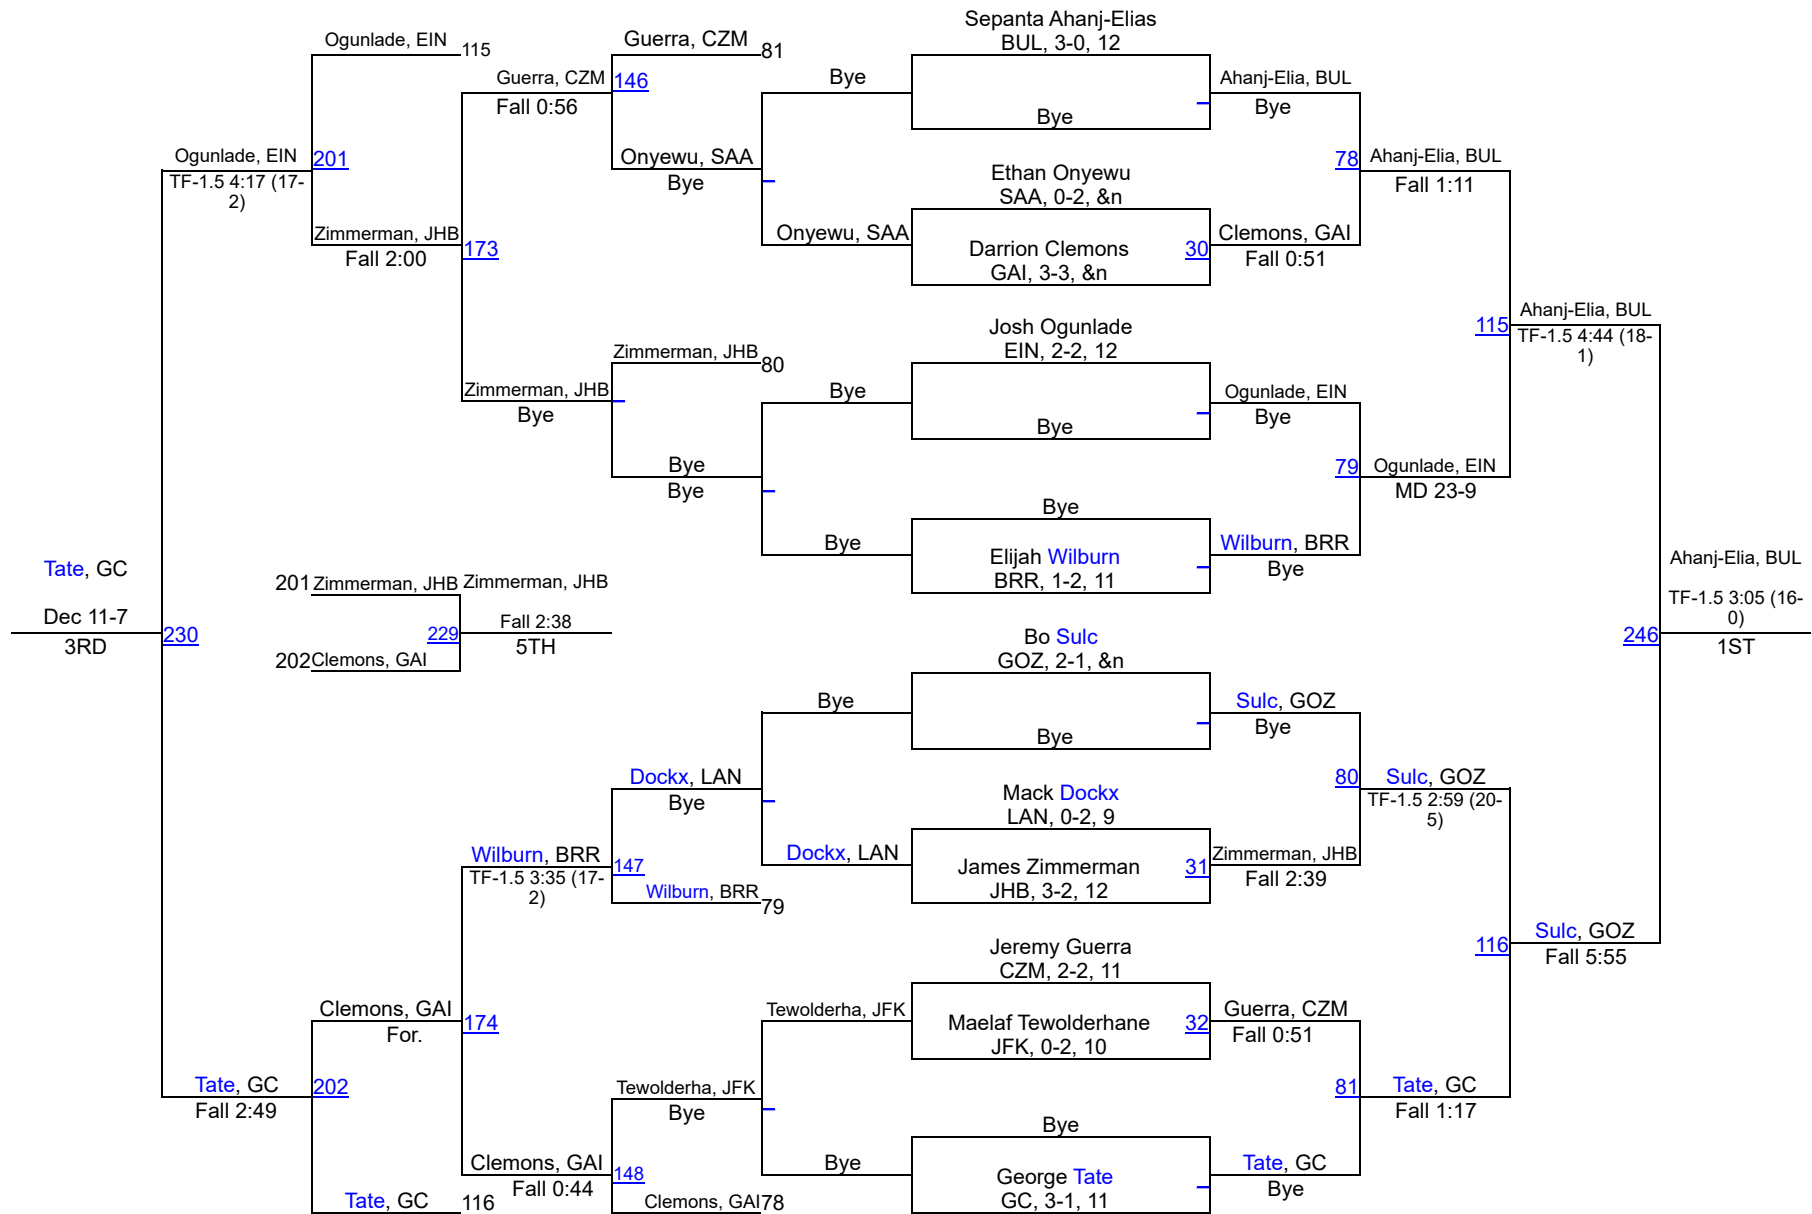 Sepanta Ahanj-Elias
BUL, 3-0, 12
Ogunlade, EIN
115
Guerra, CZM
81
Guerra, CZM
146
Fall 0:56
Bye
Ahanj-Elia, BUL
Bye
Bye
Ogunlade, EIN
201
TF-1.5 4:17 (17-
2)
Onyewu, SAA
Bye
Ethan Onyewu
SAA, 0-2, &n
78
Ahanj-Elia, BUL
Fall 1:11
Zimmerman, JHB
173
Fall 2:00
Onyewu, SAA
Darrion Clemons
GAI, 3-3, &n
30
Clemons, GAI
Fall 0:51
Josh Ogunlade
EIN, 2-2, 12
115
Ahanj-Elia, BUL
TF-1.5 4:44 (18-
1)
Zimmerman, JHB
80
Zimmerman, JHB
Bye
Bye
Bye
Ogunlade, EIN
Bye
Bye
Bye
79
Ogunlade, EIN
MD 23-9
Bye
Bye
Elijah Wilburn
BRR, 1-2, 11
Wilburn, BRR
Bye
Tate, GC
Dec 11-7
3RD
230
201
Zimmerman, JHB
Zimmerman, JHB
229
Fall 2:38
5TH
202
Clemons, GAI
Ahanj-Elia, BUL
TF-1.5 3:05 (16-
0)
246
1ST
Bo Sulc
GOZ, 2-1, &n
Bye
Bye
Sulc, GOZ
Bye
Dockx, LAN
Bye
Mack Dockx
LAN, 0-2, 9
80
Sulc, GOZ
TF-1.5 2:59 (20-
5)
Wilburn, BRR
TF-1.5 3:35 (17-
2)
147
Wilburn, BRR
79
Dockx, LAN
James Zimmerman
JHB, 3-2, 12
31
Zimmerman, JHB
Fall 2:39
Jeremy Guerra
CZM, 2-2, 11
116
Sulc, GOZ
Fall 5:55
Clemons, GAI
For.
174
Tewolderha, JFK
Maelaf Tewolderhane
JFK, 0-2, 10
32
Guerra, CZM
Fall 0:51
Tate, GC
202
Fall 2:49
Tewolderha, JFK
Bye
81
Tate, GC
Fall 1:17
Bye
Clemons, GAI
Fall 0:44
148
Bye
George Tate
GC, 3-1, 11
Tate, GC
Bye
Tate, GC
116
Clemons, GAI
78